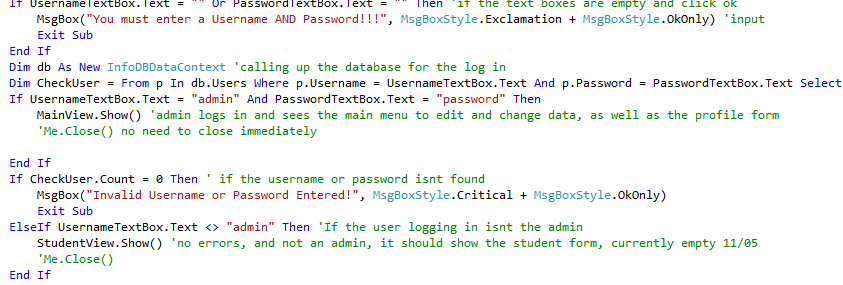 If UsernameTextBox.Text = "" Or PasswordTextBox.Text = "" Then 'if the text boxes are empty and click ok
MsgBox("You must enter a Username AND Password!!!", MsgBoxStyle.Exclamation + MsgBoxStyle.OkOnly) 'input
Exit Sub
End If
Dim db As New InfoDBDataContext 'calling up the database for the log in
Dim CheckUser = From p In db.Users Where p.Username = UsernameTextBox.Text And p.Password = PasswordTextBox.Text Select
If UsernameTextBox.Text = "admin" And PasswordTextBox.Text = "password" Then
MainView.Show() 'admin logs in and sees the main menu to edit and change data, as well as the profile form
'Me.Close() no need to close immediately
End If
If CheckUser.Count = 0 Then ' if the username or password isnt found
MsgBox("Invalid Username or Password Entered!", MsgBoxStyle.Critical + MsgBoxStyle.OkOnly)
Exit Sub
ElseIf UsernameTextBox.Text <> "admin" Then 'If the user logging in isnt the admin
StudentView.Show() 'no errors, and not an admin, it should show the student form, currently empty 11/05
'Me.Close()
End If